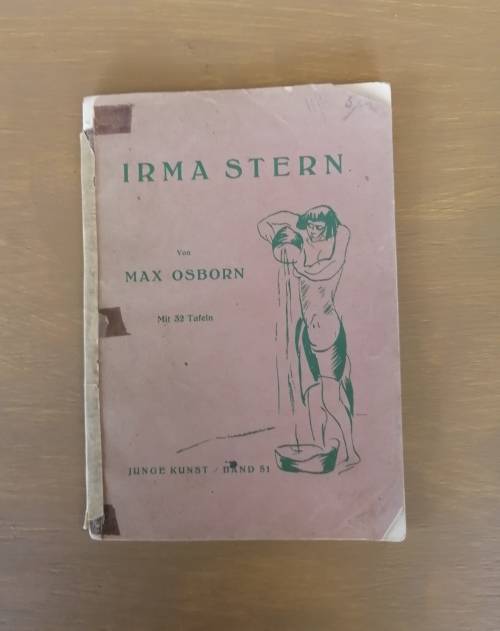 IRMA STERN
Von
MAX OSBORN
Mit 32 Tafeln
JUNGE KUNST / BAND 51